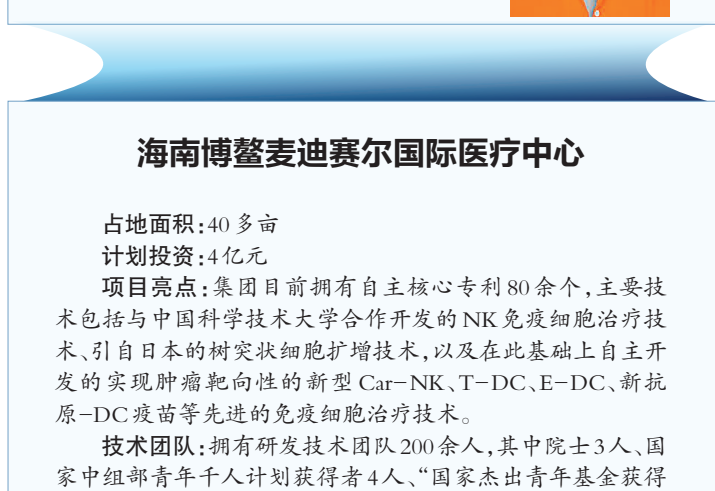 海南博鳌麦迪赛尔国际医疗中心
占地面积:40多亩
计划投资:4亿元
项目亮点:集团目前拥有自主核心专利80余个,主要技
术包括与中国科学技术大学合作开发的NK免疫细胞治疗技
术、引自日本的树突状细胞扩增技术,以及在此基础上自主开
发的实现肿瘤靶向性的新型Car-NK、T-DC、E-DC、新抗
原-DC疫苗等先进的免疫细胞治疗技术。
技术团队:拥有研发技术团队200余人,其中院士3人、国
家中组部青年千人计划获得者4人、“国家杰出青年基金获得